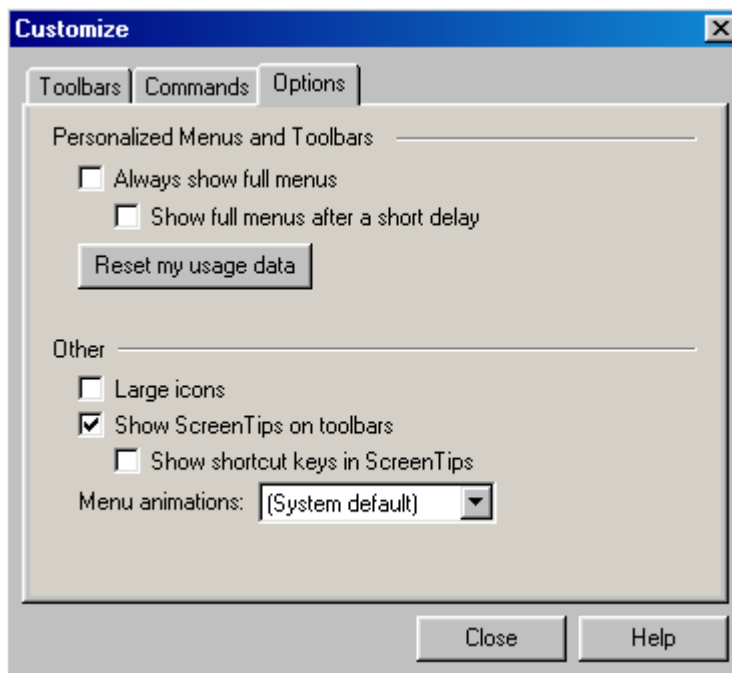 Customize
Toolbars Commands Options
Personalized Menus and Toolbars
Always show full menus
Show full menus after a short delay
Reset my usage data
Other
Large icons
Show ScreenTips on toolbars
Show shortcut keys in ScreenTips
Menu animations: (System default)
Close Help